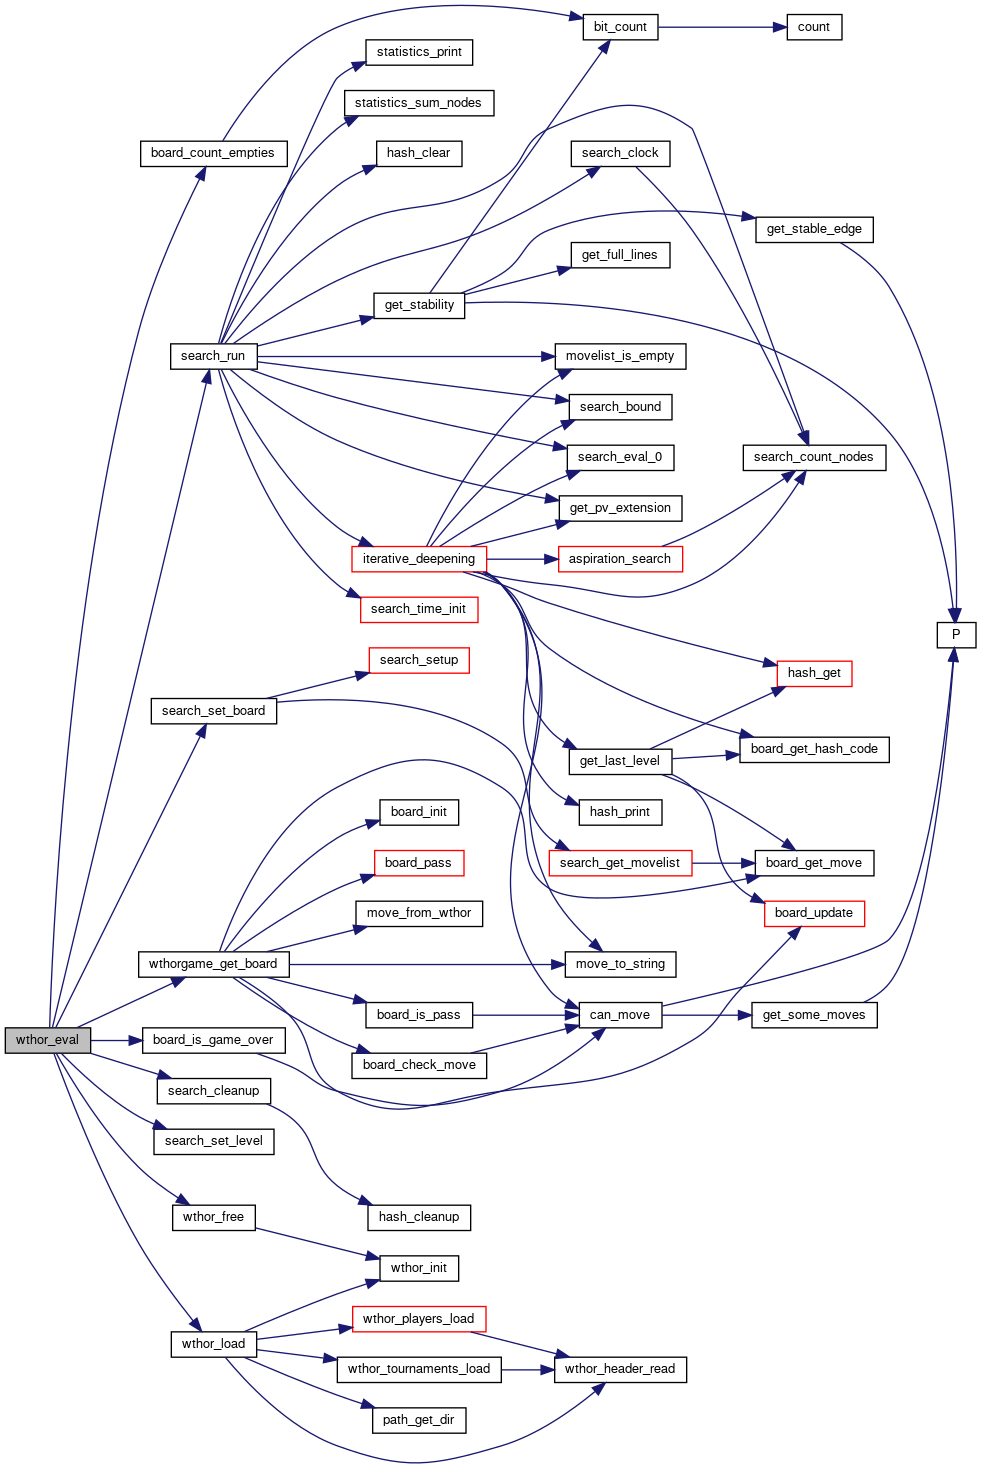 bit_count
count
statistics_print
statistics_sum_nodes
board_count_empties
hash_clear
search_clock
get_stable_edge
get_full_lines
get_stability
search_run
movelist_is_empty
search_bound
search_eval_0
search_count_nodes
get_pv_extension
iterative_deepening
aspiration_search
search_time_init
P
search_setup
hash_get
search_set_board
board_get_hash_code
get_last_level
board_init
hash_print
board_pass
search_get_movelist
board_get_move
move_from_wthor
board_update
wthorgame_get_board
move_to_string
board_is_pass
can_move
get_some_moves
wthor_eval
board_is_game_over
board_check_move
search_cleanup
search_set_level
wthor_free
hash_cleanup
wthor_init
wthor_players_load
wthor_load
wthor_tournaments_load
wthor_header_read
path_get_dir